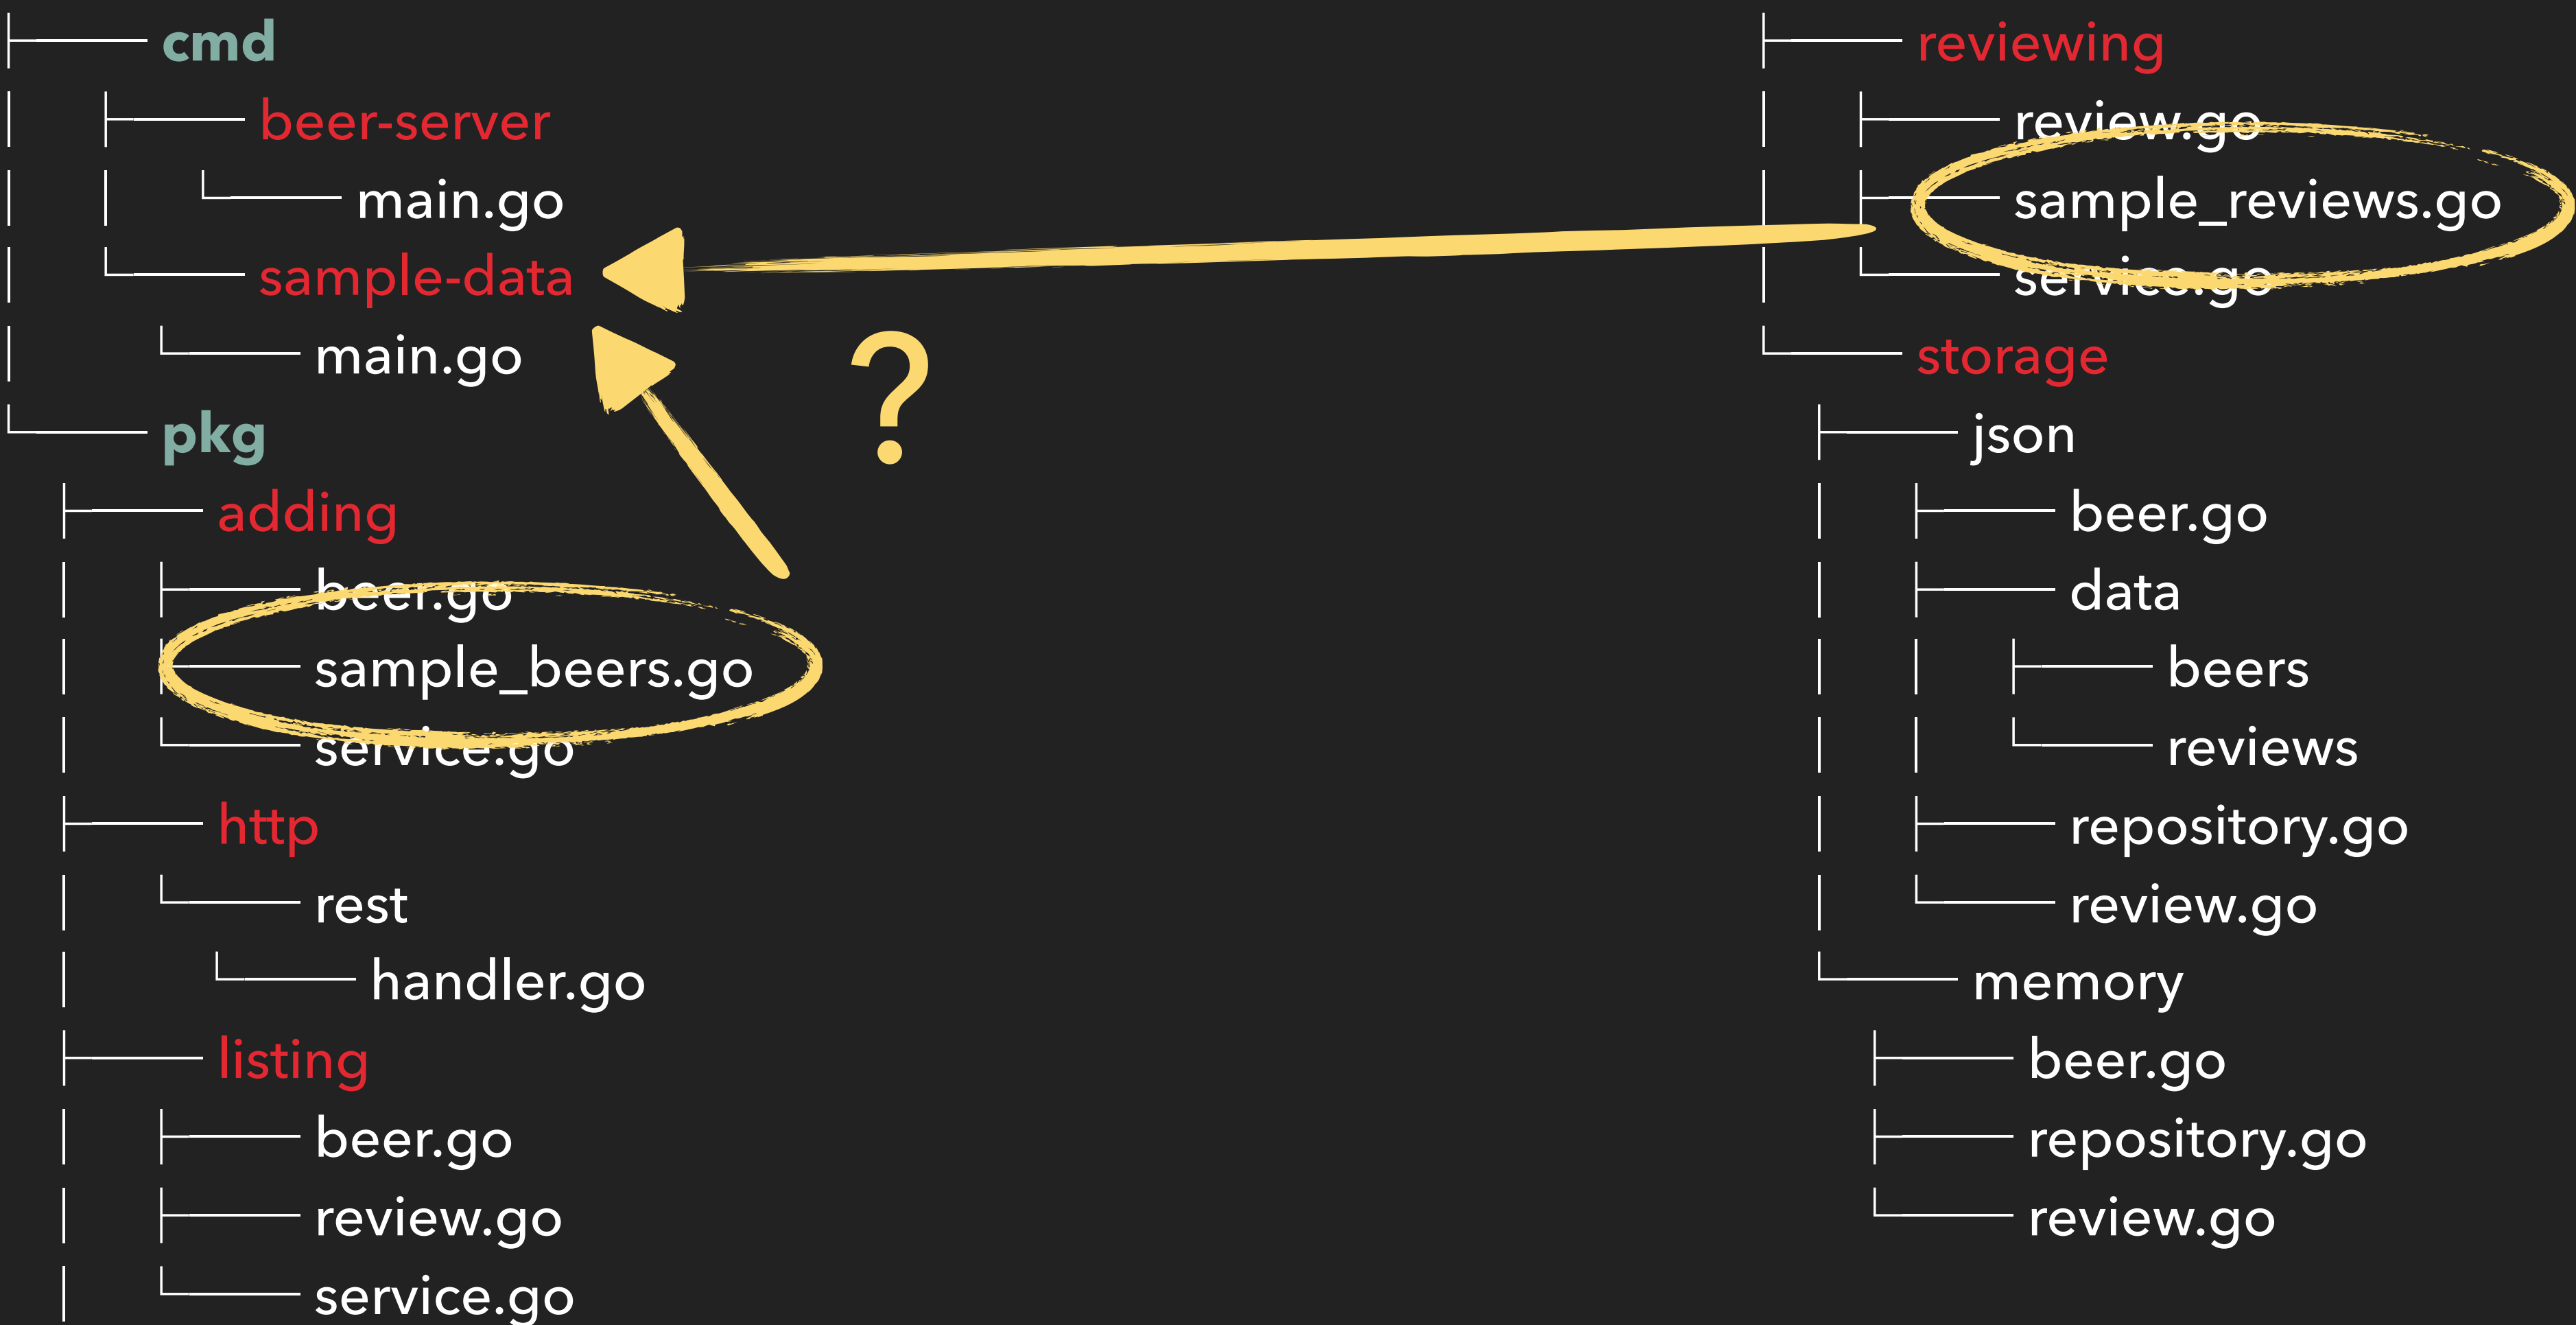 cmd
beer-server
main.go
sample-data
main.go
pkg
adding
beer.go
sample_beers.go
service.go
http
rest
handler.go
listing
beer.go
review.go
service.go
?
reviewing
review.go
sample_reviews.go
service.go
storage
json
beer.go
data
beers
reviews
repository.go
review.go
memory
beer.go
repository.go
review.go